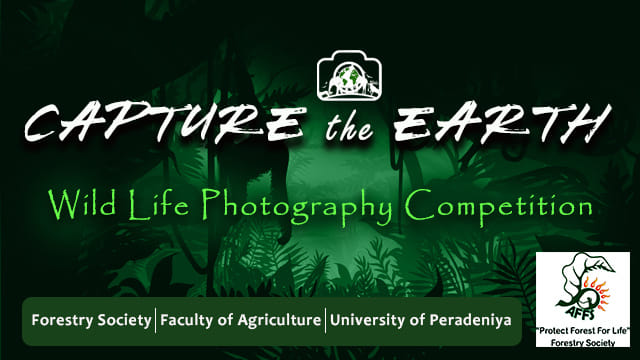 CAPTURE the EARTH
Wild Life Photography Competition
Forestry Society|Faculty of Agriculture|University of Peradeniya
AFFS
"Protect Forest For Life"
Forestry Society